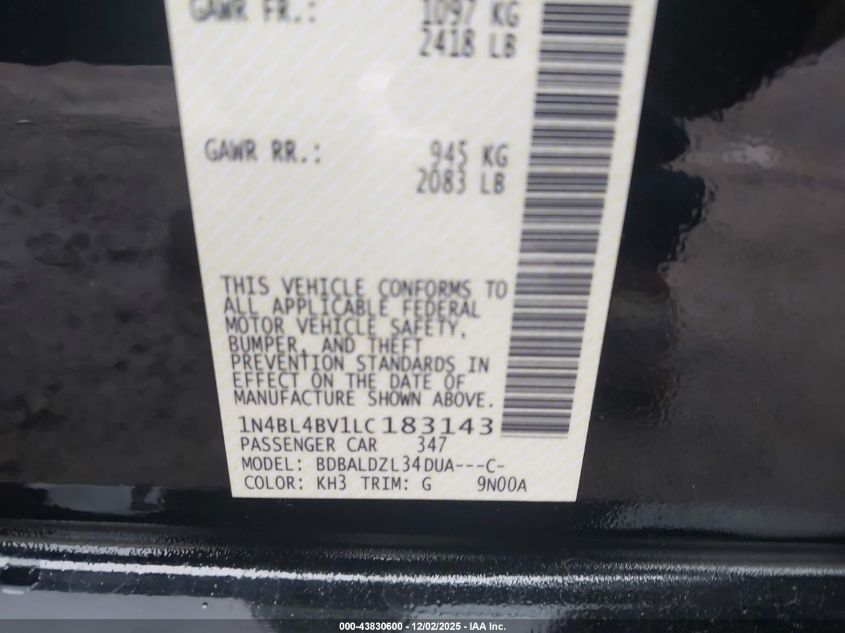 GAWR FR.: 1097 KG
2418 LB
GAWR RR.: 945 KG
2083 LB
THIS VEHICLE CONFORMS TO
ALL APPLICABLE FEDERAL
MOTOR VEHICLE SAFETY,
BUMPER, AND THEFT
PREVENTION STANDARDS IN
EFFECT ON THE DATE OF
MANUFACTURE SHOWN ABOVE.
1N4BL4BV1LC183143
PASSENGER CAR 347
MODEL: BDBALDZL34DUA---C-
COLOR: KH3 TRIM: G 9N00A
000-43830600 - 12/02/2025 - IAA Inc.